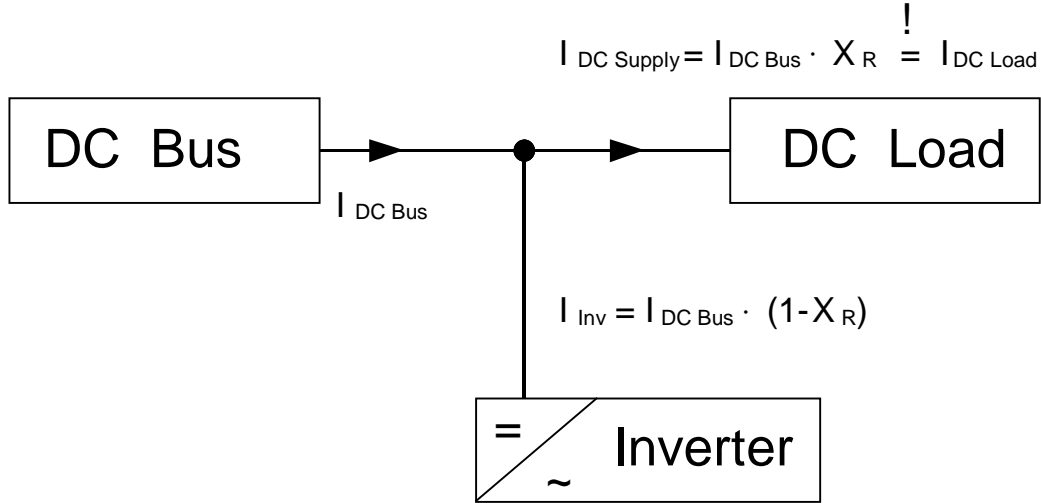 !
I DC Supply = I DC Bus · X R = I DC Load
DC Bus
DC Load
I DC Bus
I Inv = I DC Bus · (1-X R)
= Inverter
~